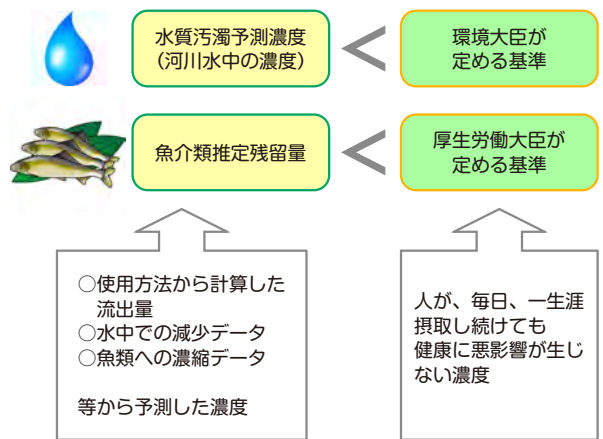 水質汚濁予測濃度
（河川水中の濃度）
<
環境大臣が
定める基準
魚介類推定残留量
<
厚生労働大臣が
定める基準
○使用方法から計算した
流出量
○水中での減少データ
○魚類への濃縮データ
等から予測した濃度
人が、毎日、一生涯
摂取し続けても
健康に悪影響が生じ
ない濃度